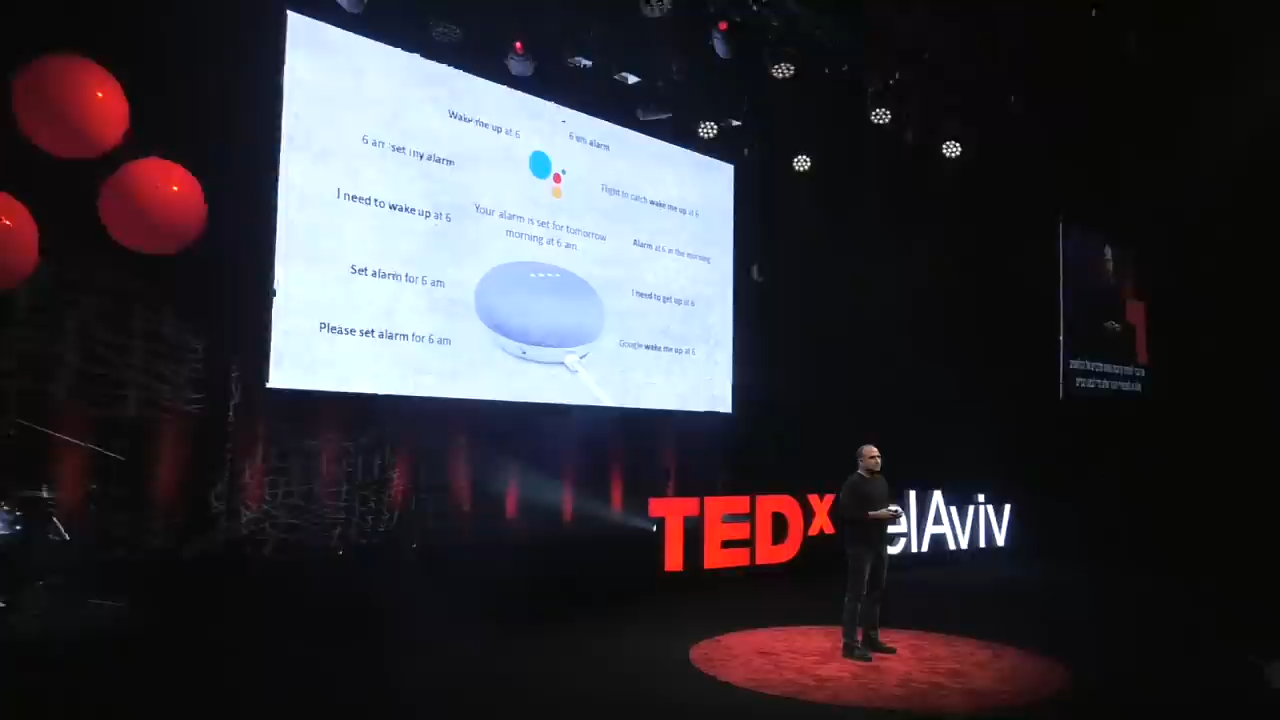 Wake me up at 6
6 am alarm
6 am set my alarm
Flight to catch wake me up at 6
I need to wake up at 6
Your alarm is set for tomorrow
morning at 6 am
Alarm at 6 in the morning
Set alarm for 6 am
I need to get up at 6
Please set alarm for 6 am
Google wake me up at 6
TEDx
elAviv